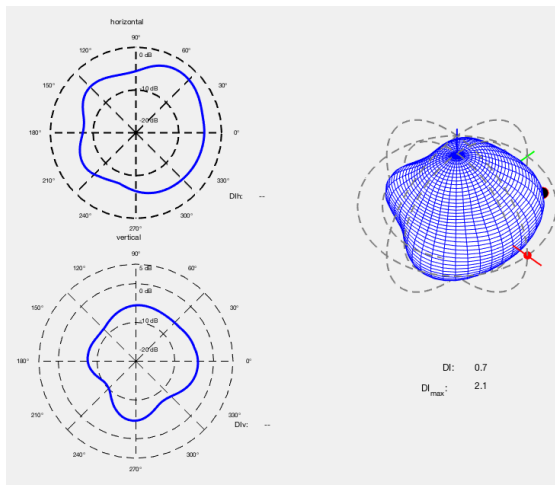 horizontal
90°
120°
60°
0 dB
150°
30°
-10 dB
-20 dB
180°
0°
210°
330°
DIh: --
240°
300°
270°
vertical
90°
120°
60°
5 dB
0 dB
150°
30°
-10 dB
-20 dB
180°
0°
DI: 0.7
DImax: 2.1
210°
330°
DIv: --
240°
300°
270°